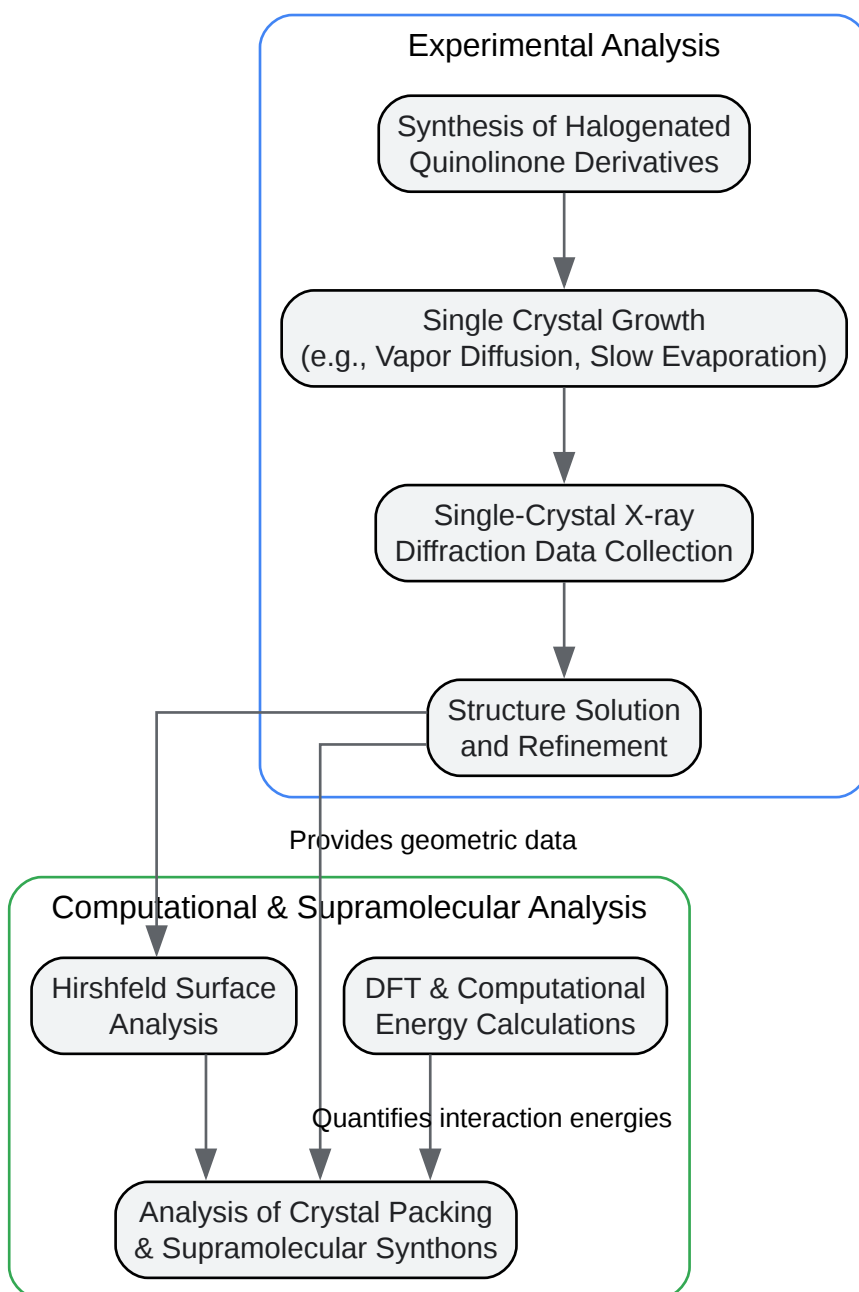 Experimental Analysis
Synthesis of Halogenated
Quinolinone Derivatives
Single Crystal Growth
(e.g., Vapor Diffusion, Slow Evaporation)
Single-Crystal X-ray
Diffraction Data Collection
Structure Solution
and Refinement
Provides geometric data
Computational & Supramolecular Analysis
Hirshfeld Surface
Analysis
DFT & Computational
Energy Calculations
Quantifies interaction energies
Analysis of Crystal Packing
& Supramolecular Synthons